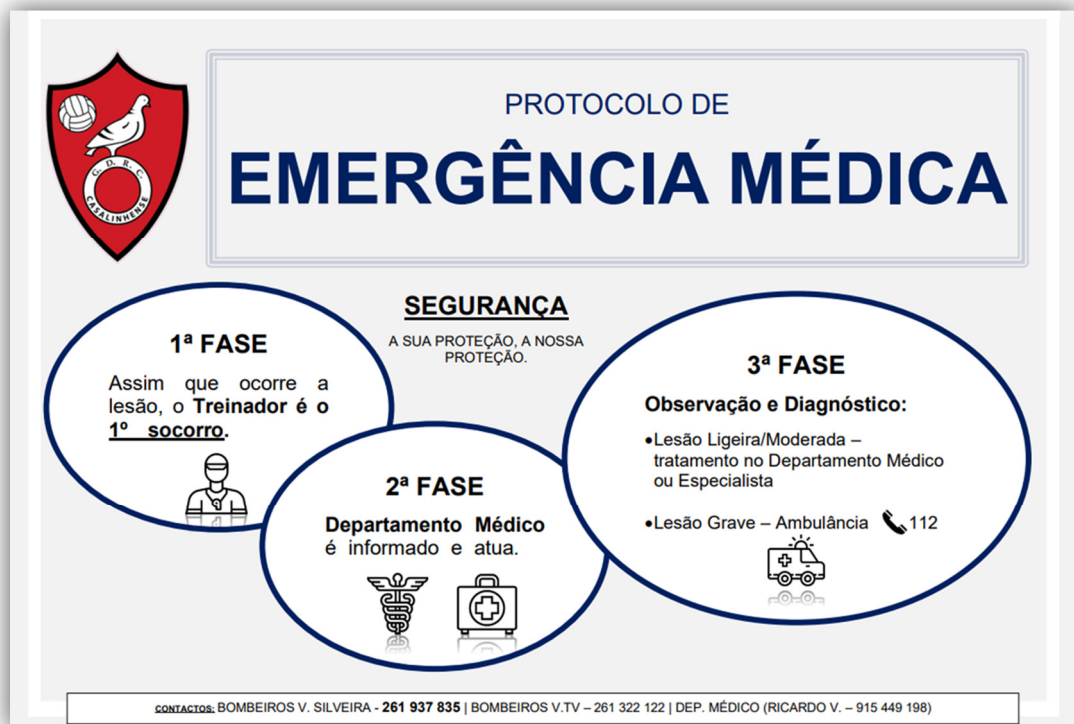 PROTOCOLO DE
EMERGÊNCIA MÉDICA
G. D. R. C.
CASALINHENSE
SEGURANÇA
A SUA PROTEÇÃO, A NOSSA
PROTEÇÃO.
1ª FASE
Assim que ocorre a
lesão, o Treinador é o
1º socorro.
2ª FASE
Departamento Médico
é informado e atua.
3ª FASE
Observação e Diagnóstico:
•Lesão Ligeira/Moderada –
tratamento no Departamento Médico
ou Especialista
•Lesão Grave – Ambulância 112
CONTACTOS: BOMBEIROS V. SILVEIRA - 261 937 835 | BOMBEIROS V.TV – 261 322 122 | DEP. MÉDICO (RICARDO V. – 915 449 198)